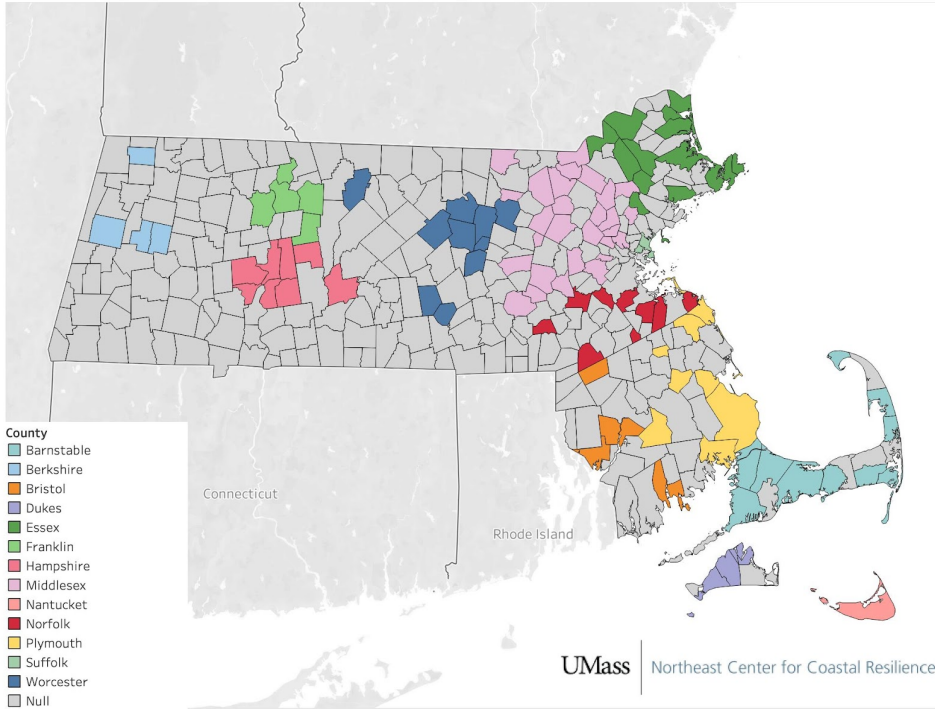 Connecticut
Rhode Island
County
Barnstable
Berkshire
Bristol
Dukes
Essex
Franklin
Hampshire
Middlesex
Nantucket
Norfolk
Plymouth
Suffolk
Worcester
Null
UMass | Northeast Center for Coastal Resilience